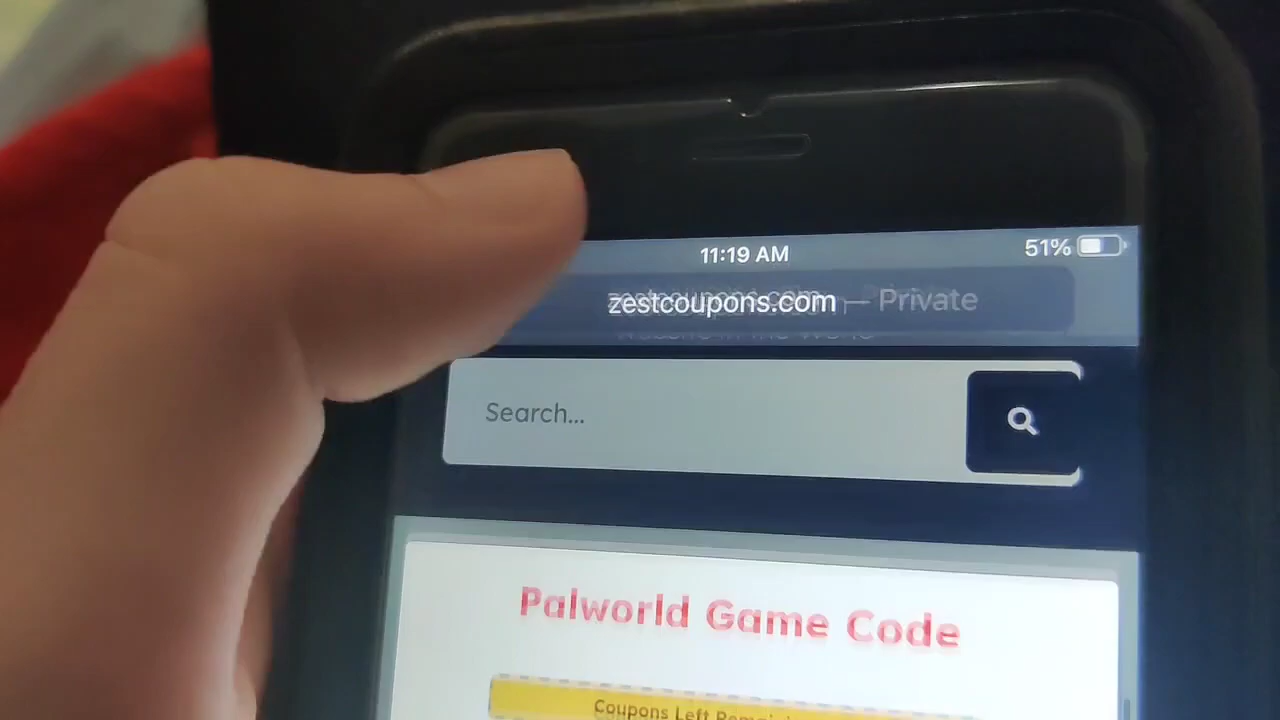 11:19 AM
51%
zestcoupons.com — Private
Search...
Palworld Game Code
Coupons Left